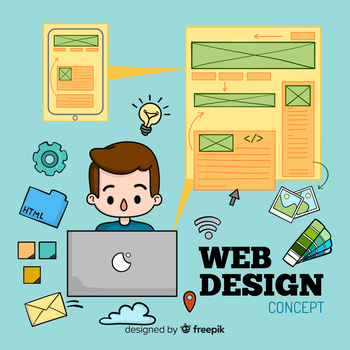 </>
HTML
WEB
DESIGN
CONCEPT
designed by freepik